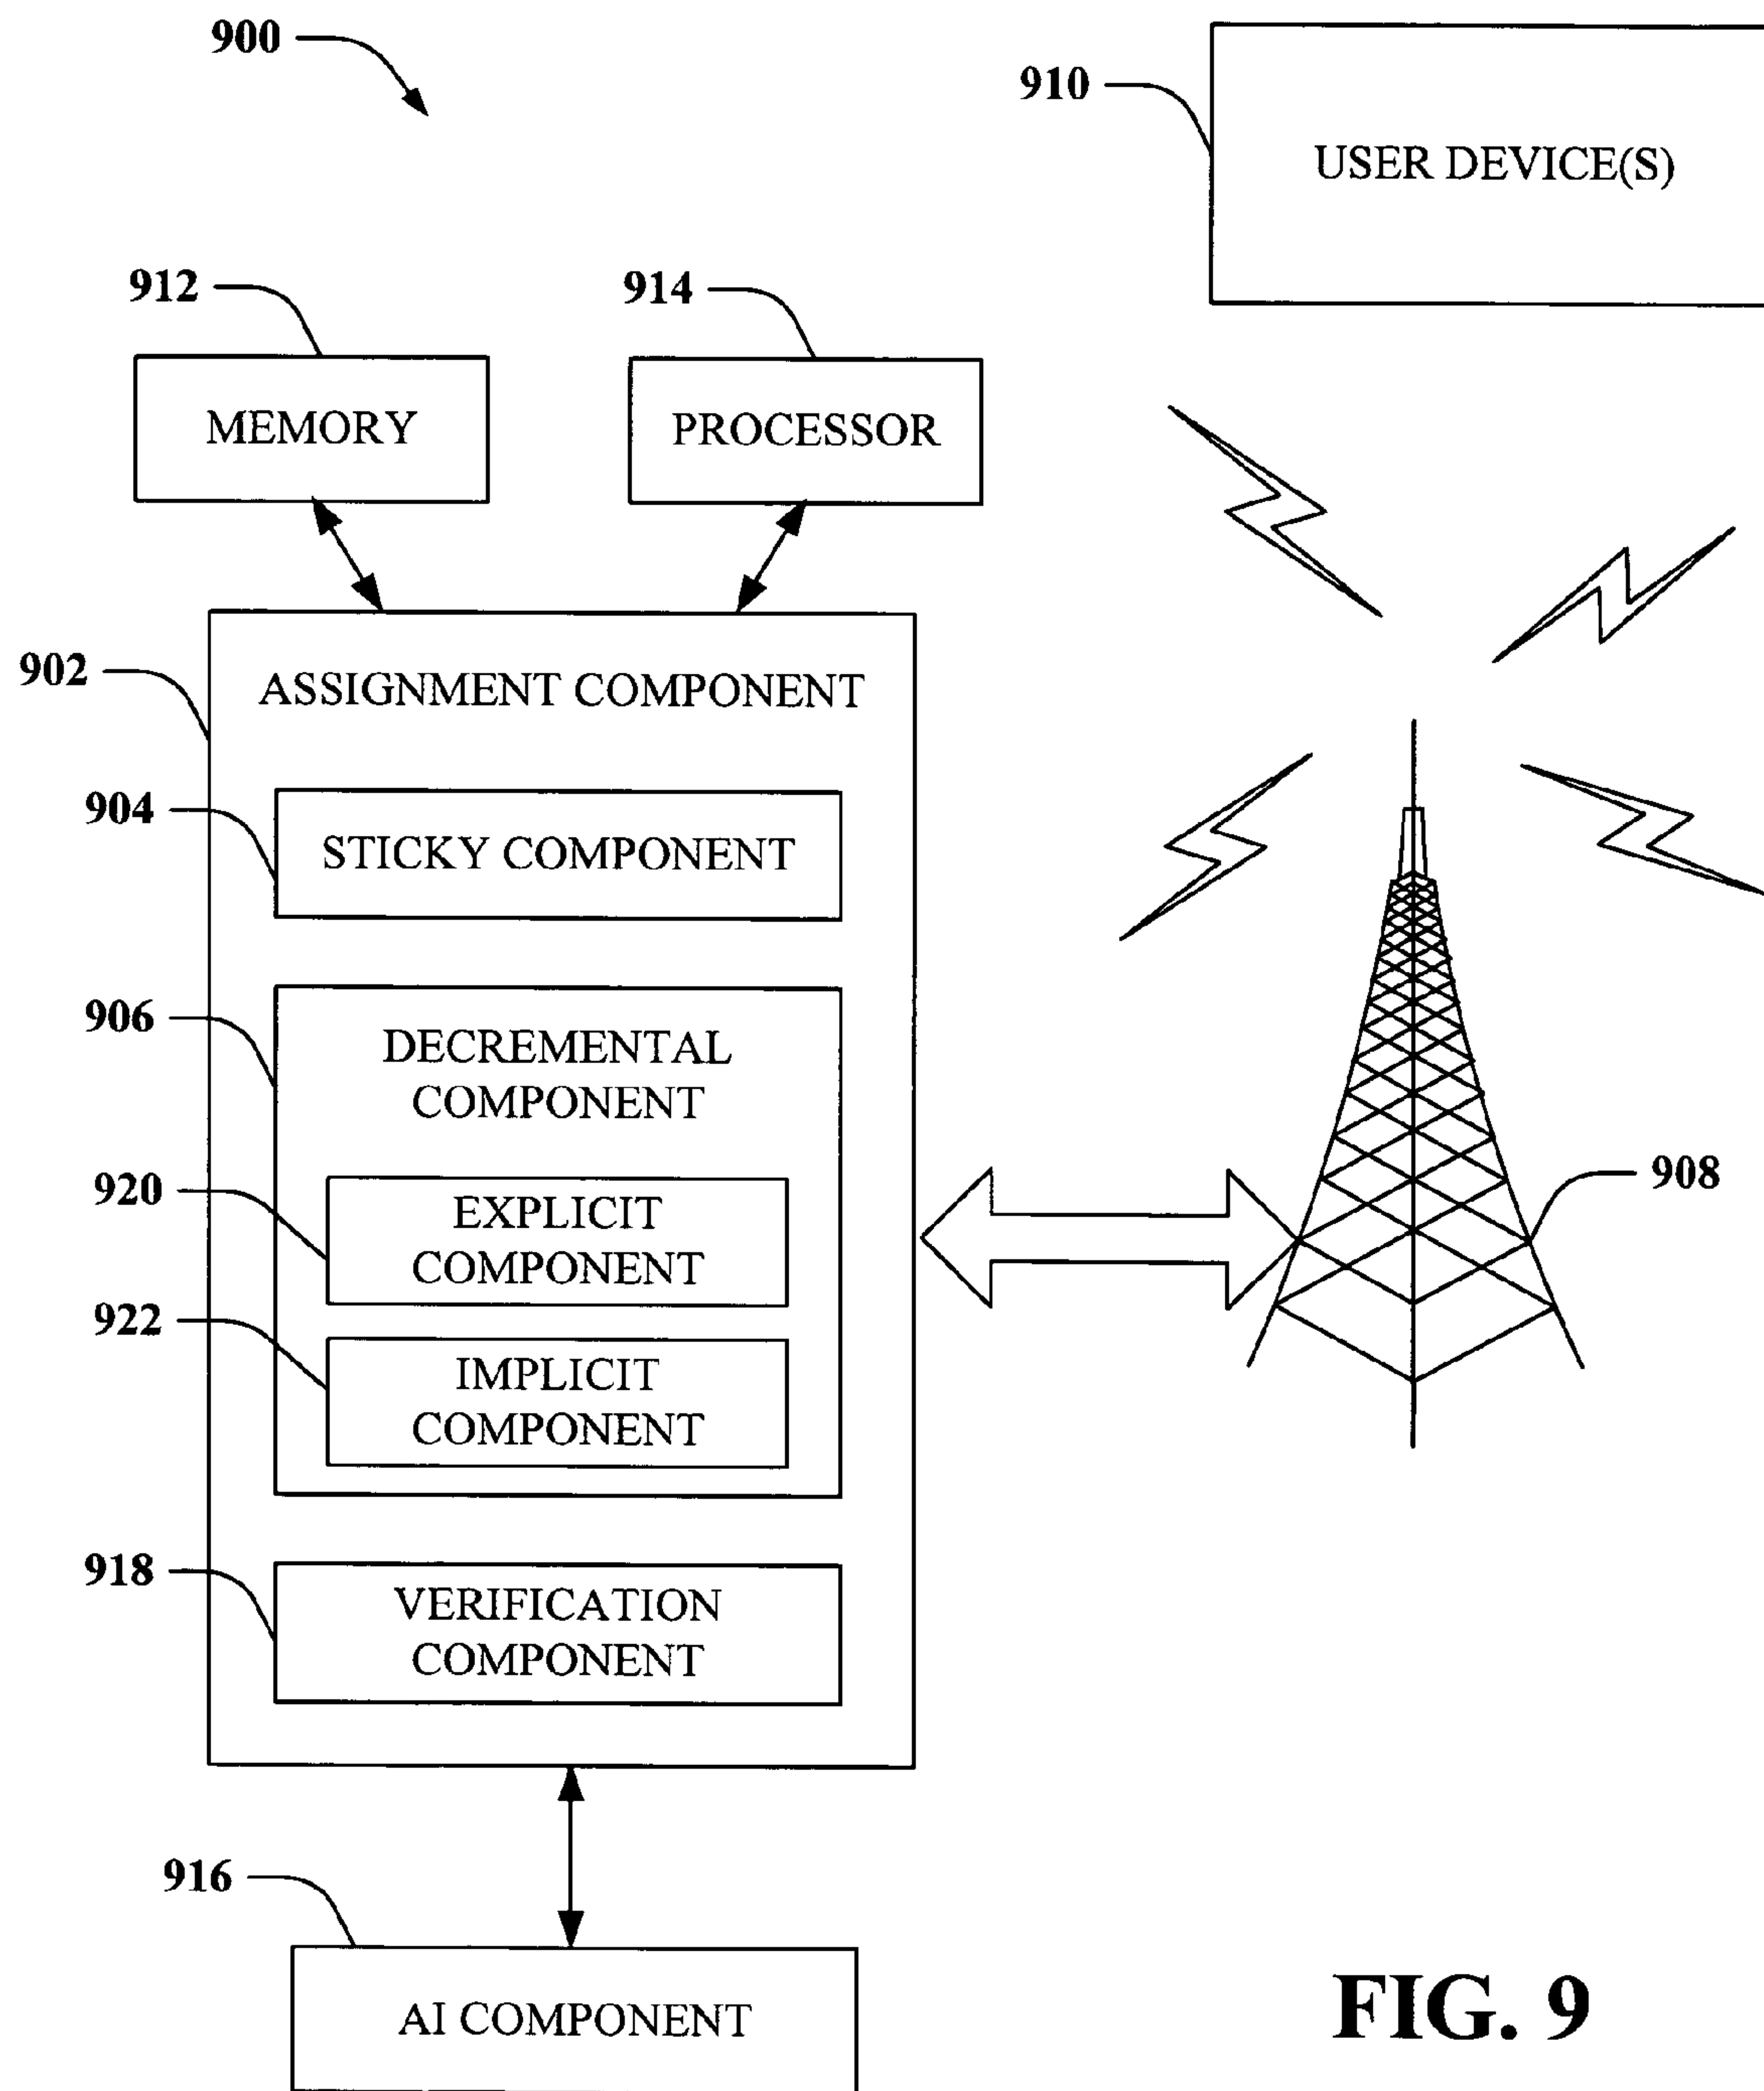 900
910
USER DEVICE(S)
912
914
MEMORY
PROCESSOR
902
ASSIGNMENT COMPONENT
904
STICKY COMPONENT
906
DECREMENTAL
COMPONENT
920
EXPLICIT
COMPONENT
908
922
IMPLICIT
COMPONENT
918
VERIFICATION
COMPONENT
916
AI COMPONENT
FIG. 9